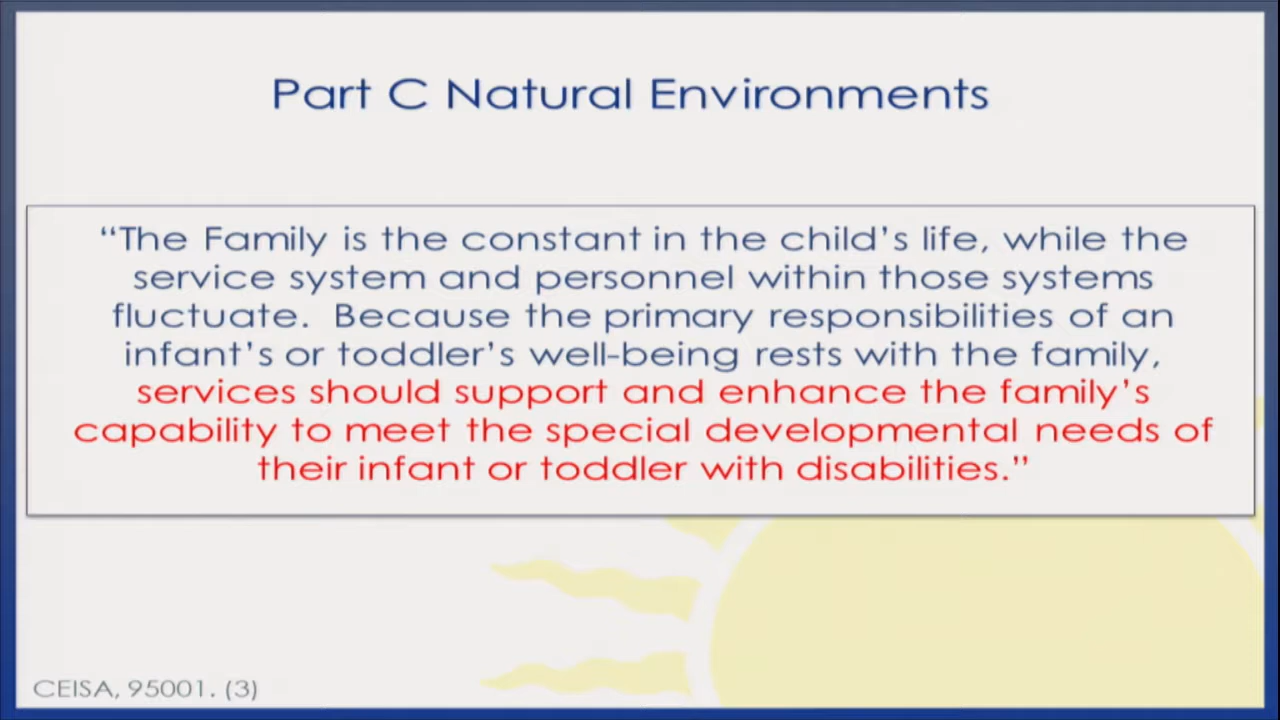 Part C Natural Environments
“The Family is the constant in the child’s life, while the
service system and personnel within those systems
fluctuate.  Because the primary responsibilities of an
infant’s or toddler’s well-being rests with the family,
services should support and enhance the family’s
capability to meet the special developmental needs of
their infant or toddler with disabilities.”
CEISA, 95001. (3)